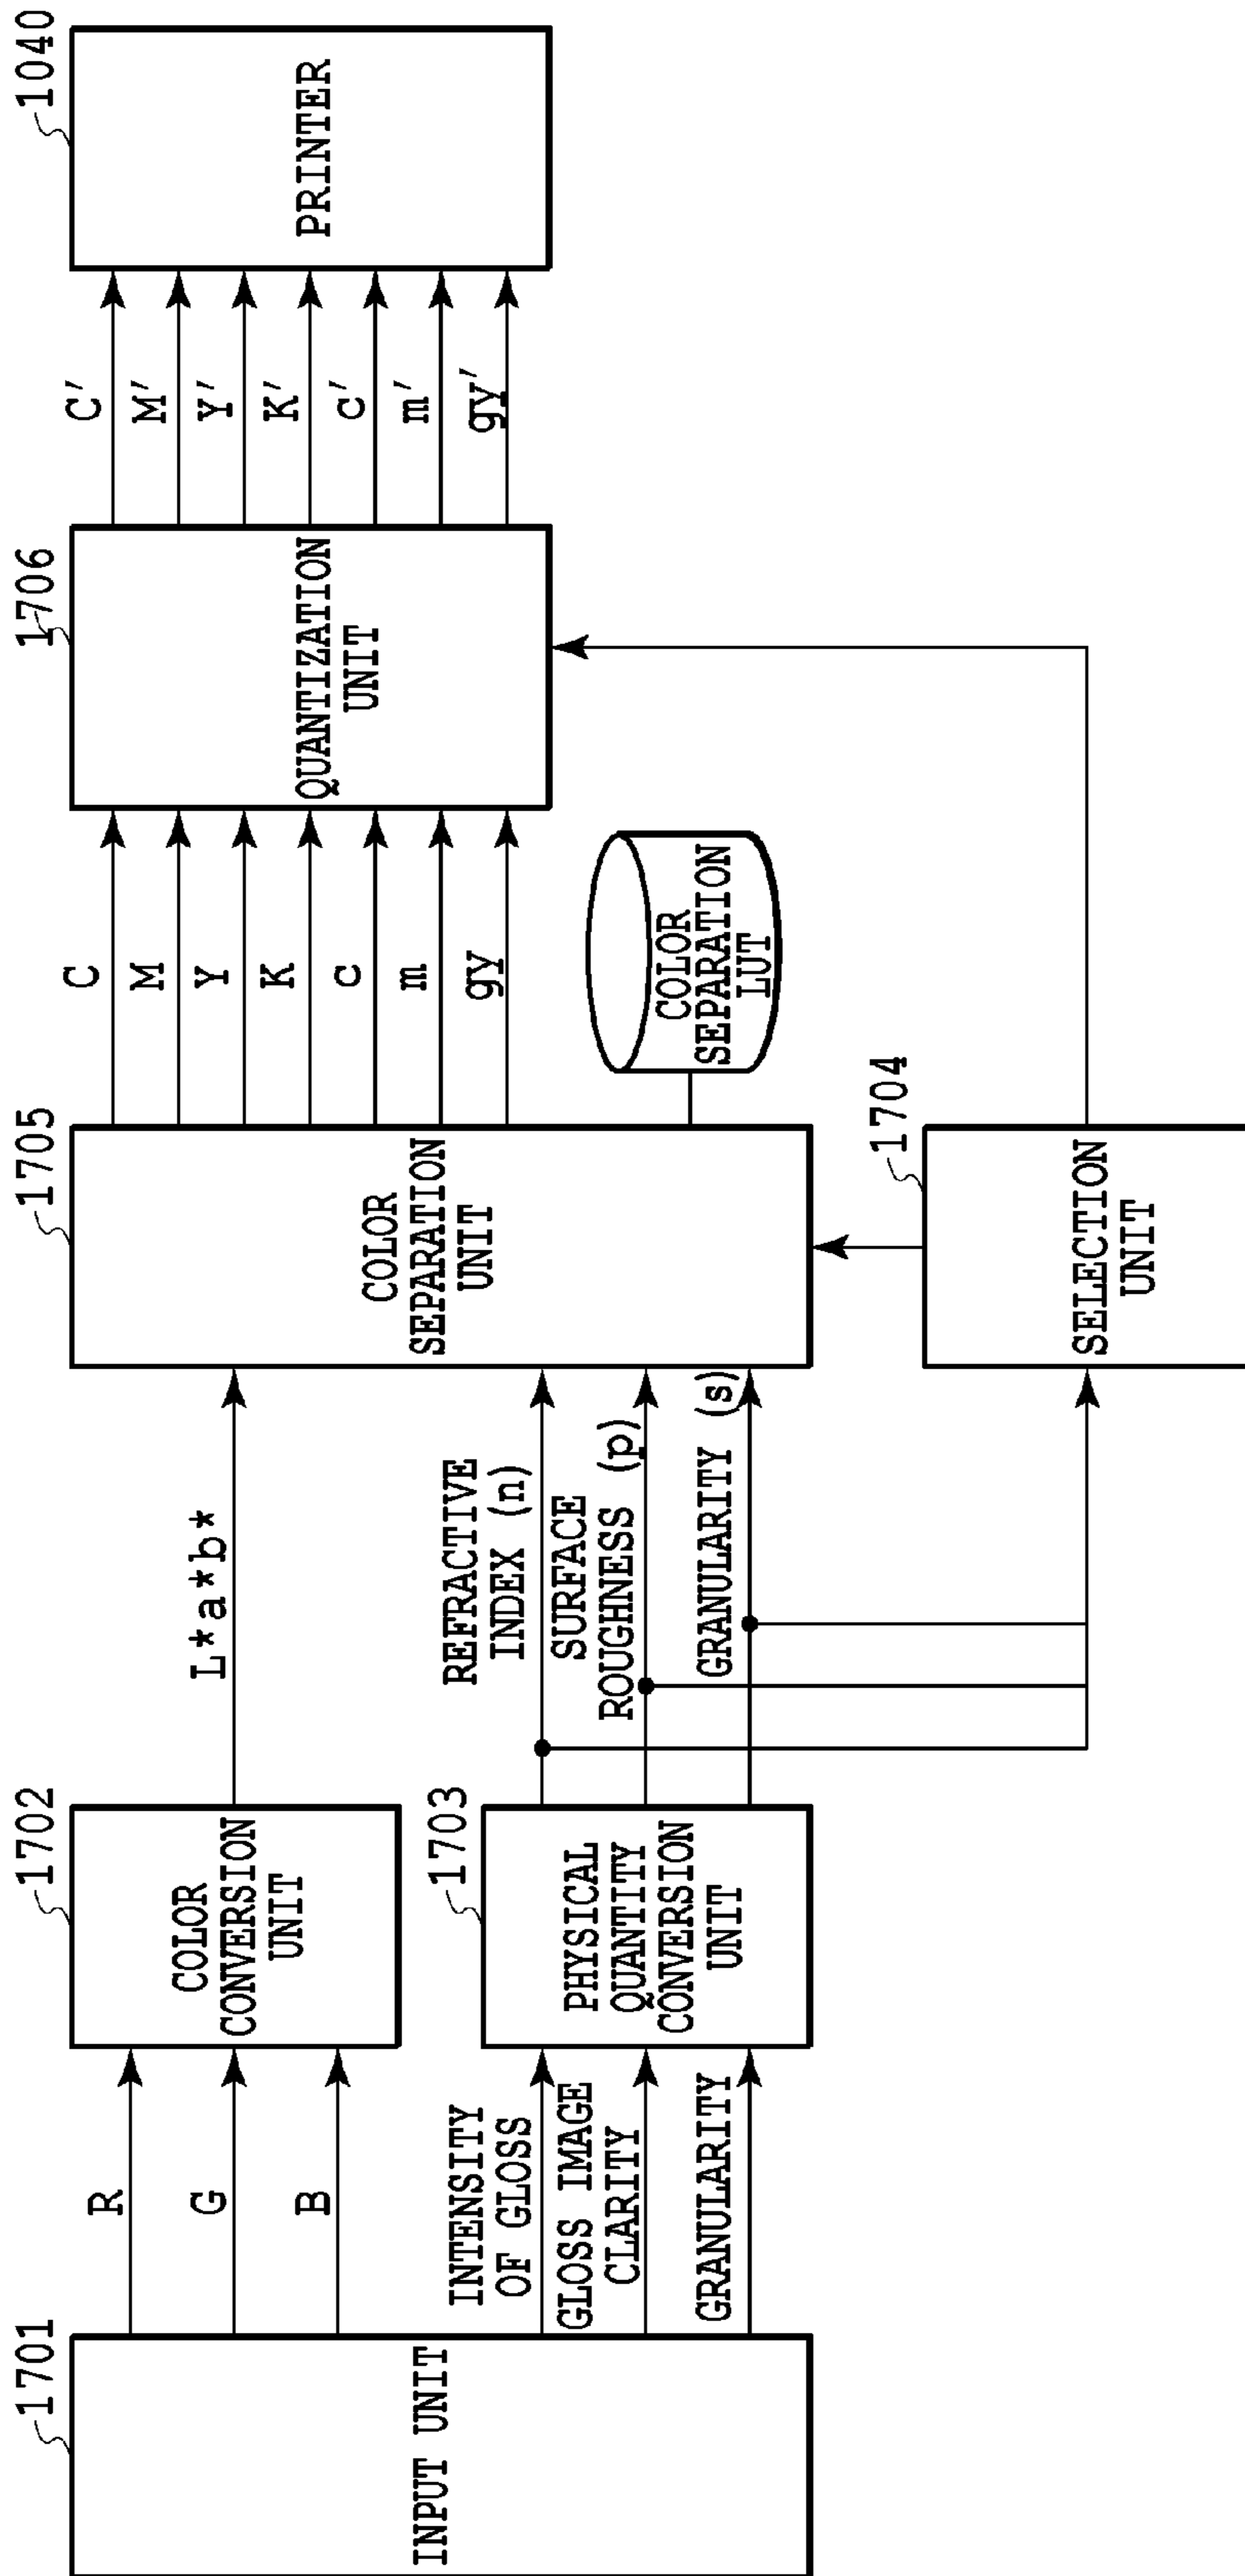 1701
INPUT UNIT
R
G
B
INTENSITY
OF GLOSS
GLOSS IMAGE
CLARITY
GRANULARITY
1702
COLOR
CONVERSION
UNIT
1703
PHYSICAL
QUANTITY
CONVERSION
UNIT
L*a*b*
REFRACTIVE
INDEX (n)
SURFACE
ROUGHNESS (p)
GRANULARITY (s)
1705
COLOR
SEPARATION
UNIT
1704
SELECTION
UNIT
COLOR
SEPARATION
LUT
C
M
Y
K
c
m
gy
1706
QUANTIZATION
UNIT
C'
M'
Y'
K'
c'
m'
gy'
1040
PRINTER